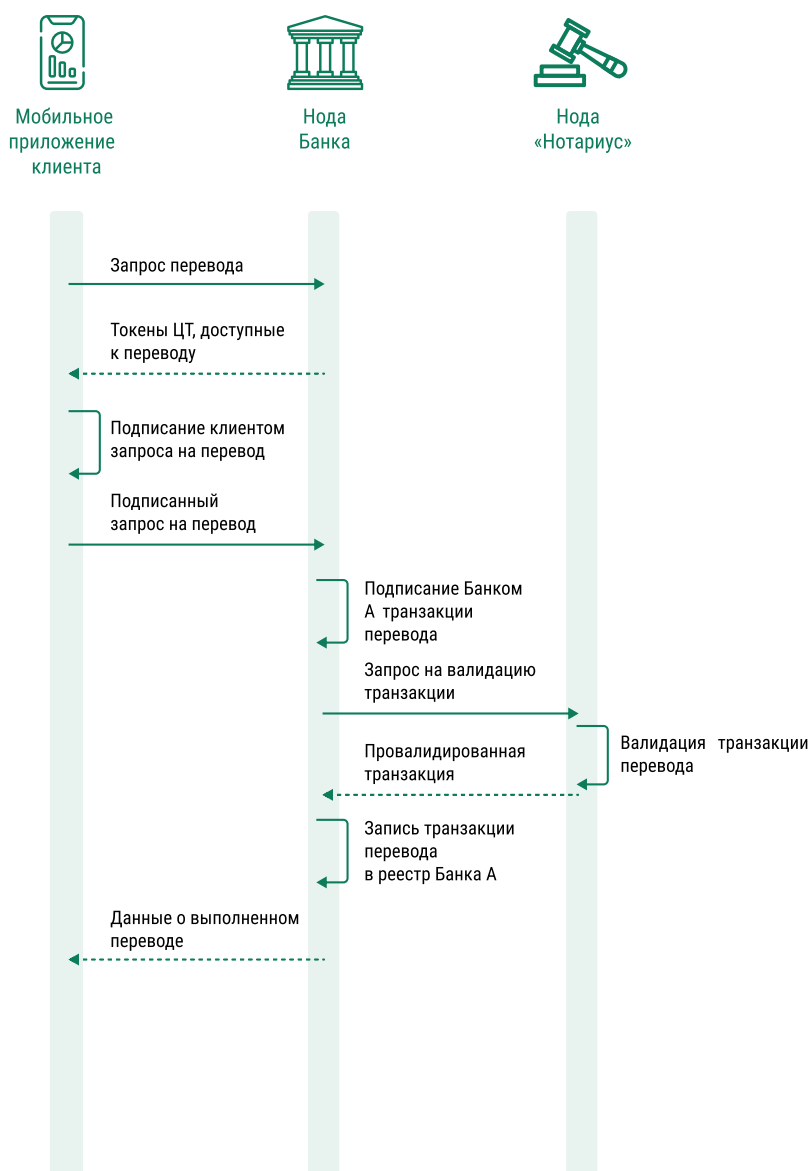 Мобильное
приложение
клиента
Нода
Банка
Нода
«Нотариус»
Запрос перевода
Токены ЦТ, доступные
к переводу
Подписание клиентом
запроса на перевод
Подписанный
запрос на перевод
Подписание Банком
А транзакции
перевода
Запрос на валидацию
транзакции
Валидация транзакции
перевода
Провалидированная
транзакция
Запись транзакции
перевода
в реестр Банка А
Данные о выполненном
переводе